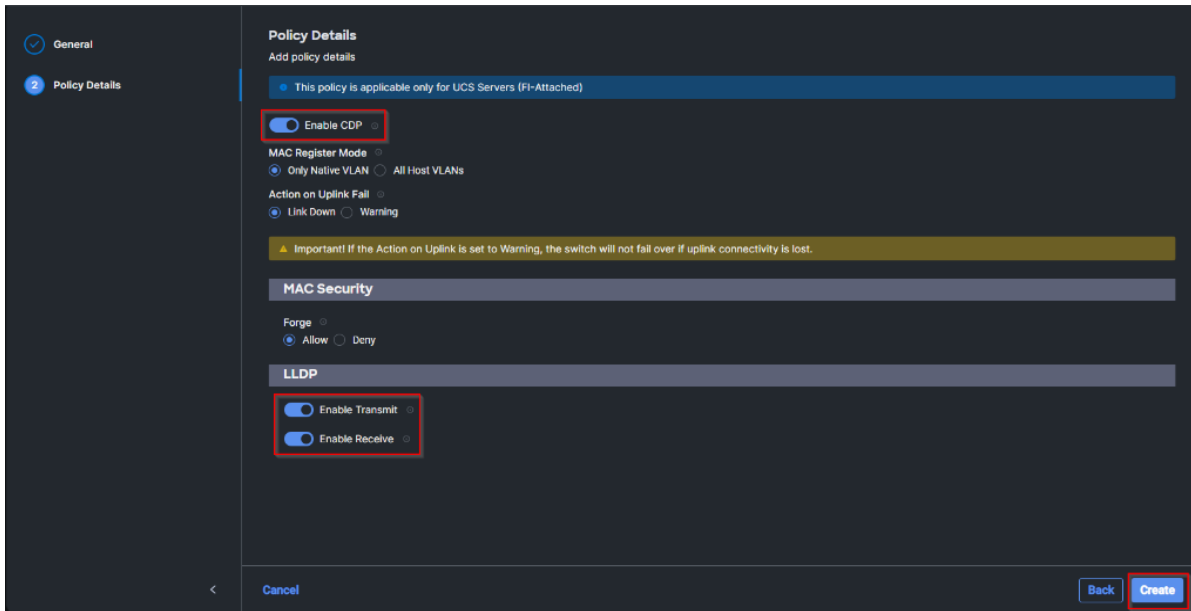 General
2 Policy Details
Policy Details
Add policy details
This policy is applicable only for UCS Servers (FI-Attached)
Enable CDP
MAC Register Mode
Only Native VLAN All Host VLANs
Action on Uplink Fail
Link Down Warning
Important! If the Action on Uplink is set to Warning, the switch will not fail over if uplink connectivity is lost.
MAC Security
Forge
Allow Deny
LLDP
Enable Transmit
Enable Receive
< Cancel Back Create